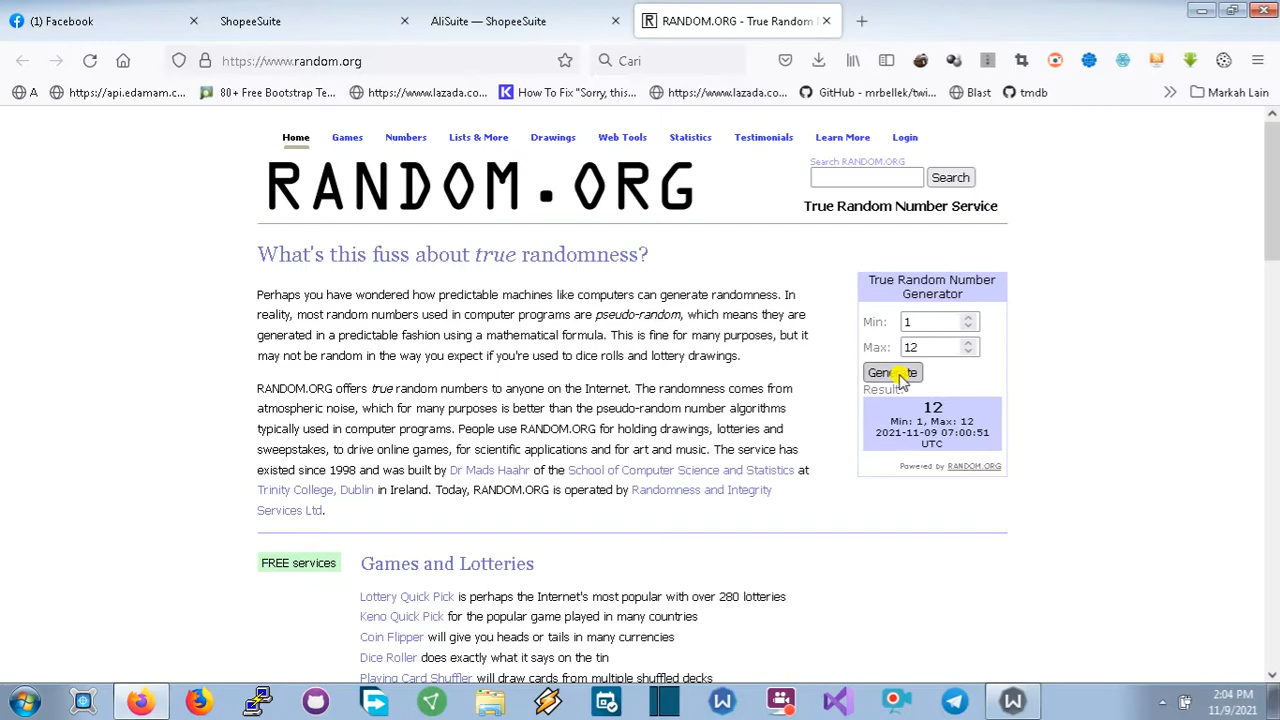 (1) Facebook
ShopeeSuite
AliSuite — ShopeeSuite
RANDOM.ORG - True Random
https://www.random.org
Cari
A
https://api.edamam.c...
80+ Free Bootstrap Te...
https://www.lazada.co...
How To Fix "Sorry, this...
https://www.lazada.co...
GitHub - mrbellek/twi...
Blast
tmdb
Markah Lain
Home
Games
Numbers
Lists & More
Drawings
Web Tools
Statistics
Testimonials
Learn More
Login
RANDOM.ORG
Search RANDOM.ORG
Search
True Random Number Service
What's this fuss about true randomness?
Perhaps you have wondered how predictable machines like computers can generate randomness. In
reality, most random numbers used in computer programs are pseudo-random, which means they are
generated in a predictable fashion using a mathematical formula. This is fine for many purposes, but it
may not be random in the way you expect if you're used to dice rolls and lottery drawings.
RANDOM.ORG offers true random numbers to anyone on the Internet. The randomness comes from
atmospheric noise, which for many purposes is better than the pseudo-random number algorithms
typically used in computer programs. People use RANDOM.ORG for holding drawings, lotteries and
sweepstakes, to drive online games, for scientific applications and for art and music. The service has
existed since 1998 and was built by Dr Mads Haahr of the School of Computer Science and Statistics at
Trinity College, Dublin in Ireland. Today, RANDOM.ORG is operated by Randomness and Integrity
Services Ltd.
True Random Number
Generator
Min: 1
Max: 12
Generate
Result:
12
Min: 1, Max: 12
2021-11-09 07:00:51
UTC
Powered by RANDOM.ORG
FREE services
Games and Lotteries
Lottery Quick Pick is perhaps the Internet's most popular with over 280 lotteries
Keno Quick Pick for the popular game played in many countries
Coin Flipper will give you heads or tails in many currencies
Dice Roller does exactly what it says on the tin
Playing Card Shuffler will draw cards from multiple shuffled decks
2:04 PM
11/9/2021